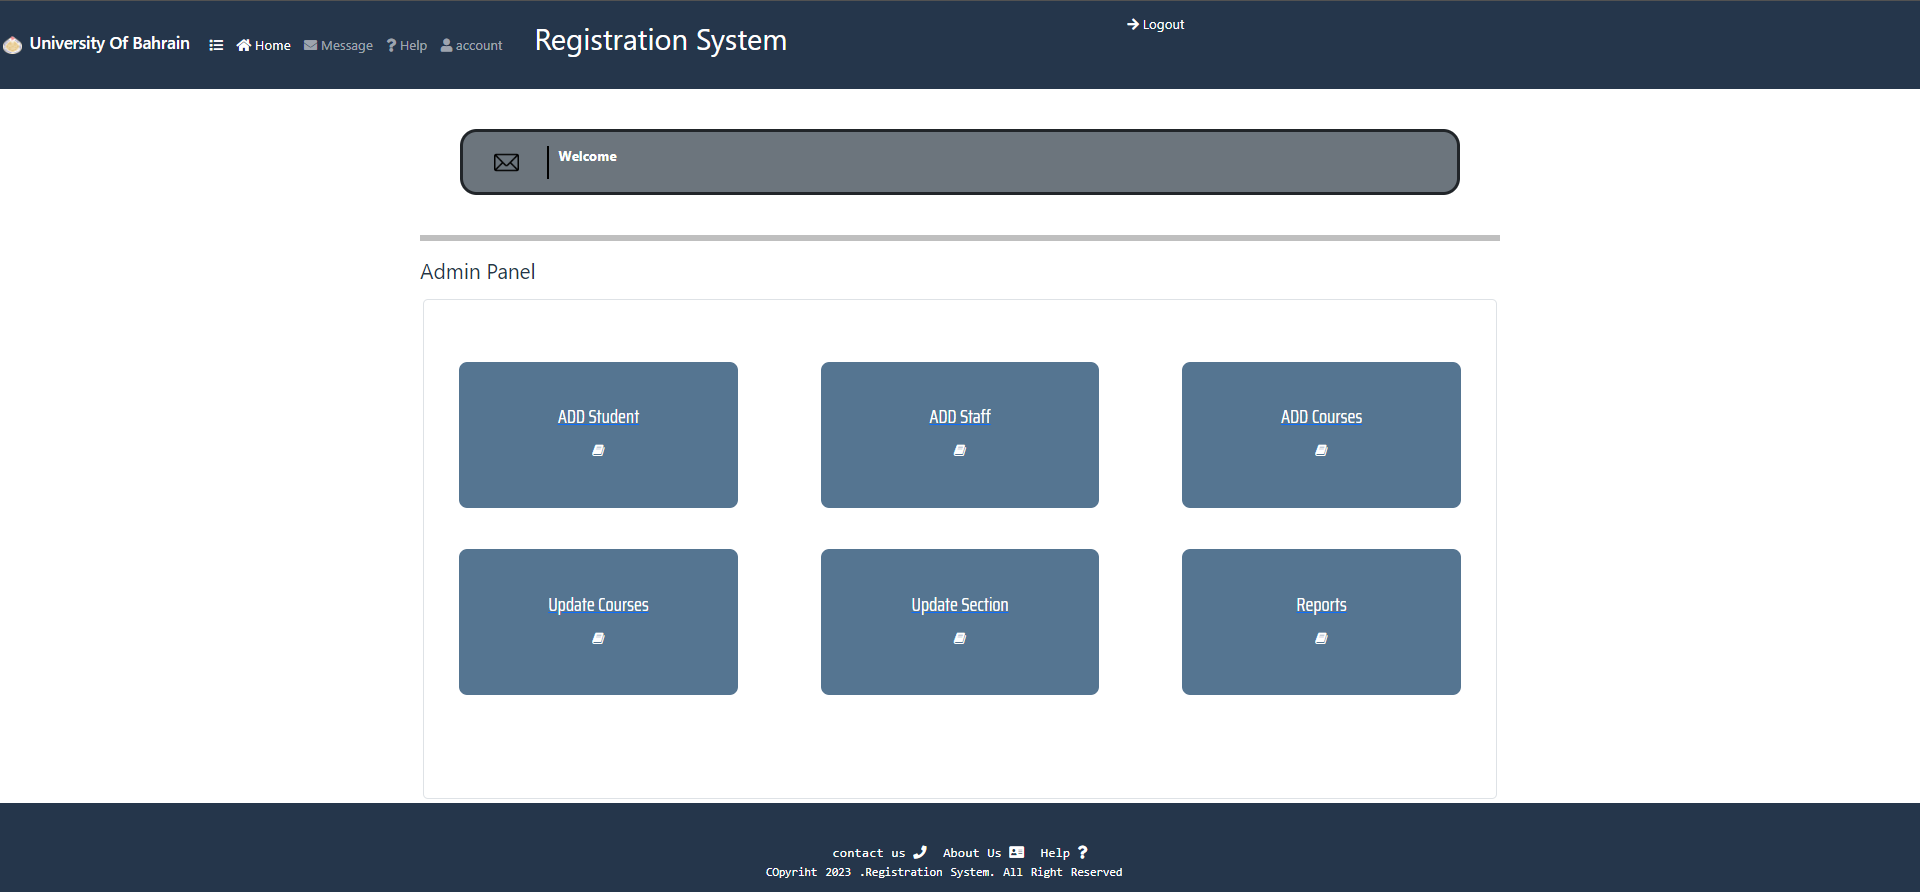 University Of Bahrain Home Message Help account Registration System Logout
Welcome
Admin Panel
ADD Student ADD Staff ADD Courses
Update Courses Update Section Reports
contact us About Us Help
COpyriht 2023 .Registration System. All Right Reserved